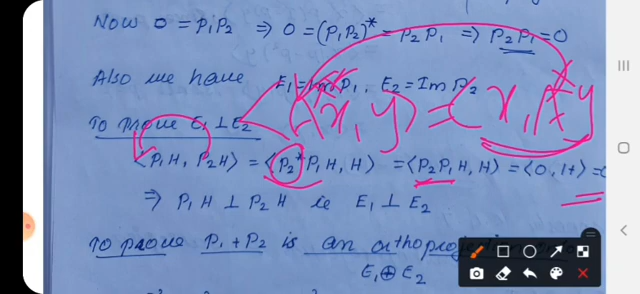 Now 0 = P₁P₂ ⇒ 0 = (P₁P₂)* = P₂P₁ ⇒ P₂P₁ = 0
Also we have E₁ = Im P₁, E₂ = Im P₂
To prove E₁ ⊥ E₂
⟨Ax, y⟩ = ⟨x, A*y
⟨P₁H, P₂H⟩ = ⟨P₂*P₁H, H⟩ = ⟨P₂P₁H, H⟩ = ⟨0, H⟩ =
⇒ P₁H ⊥ P₂H ie E₁ ⊥ E₂
To prove P₁ + P₂ is an orthoproje
E₁ ⊕ E₂